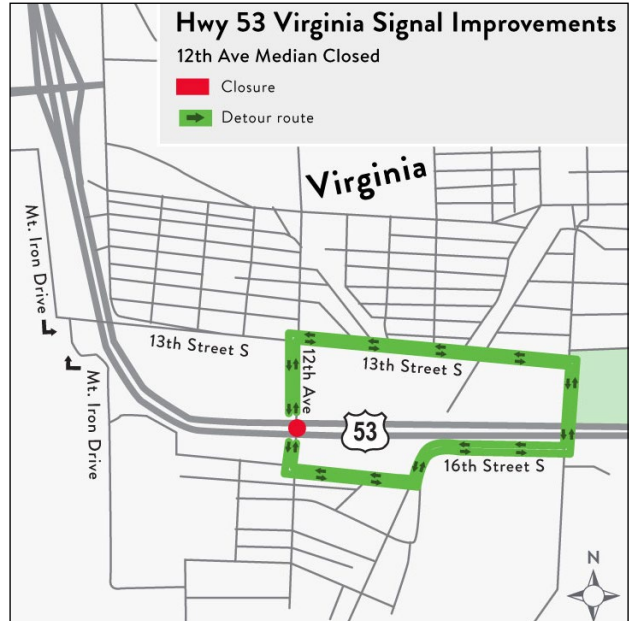 Hwy 53 Virginia Signal Improvements
12th Ave Median Closed
Closure
Detour route
Virginia
Mt. Iron Drive
13th Street S
Mt. Iron Drive
12th Ave
13th Street S
53
16th Street S
N